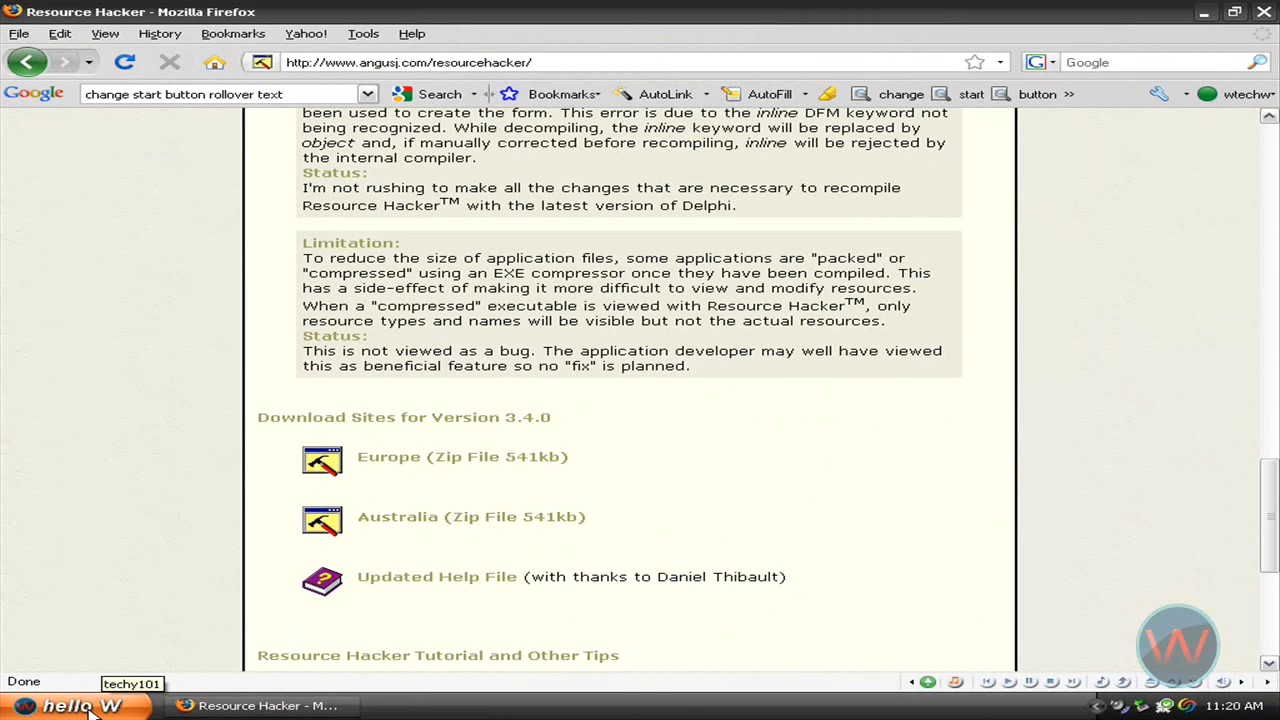 Resource Hacker - Mozilla Firefox
File Edit View History Bookmarks Yahoo! Tools Help
http://www.angusj.com/resourcehacker/
G Google
Google change start button rollover text Search Bookmarks AutoLink AutoFill change start button » wtechw
been used to create the form. This error is due to the inline DFM keyword not
being recognized. While decompiling, the inline keyword will be replaced by
object and, if manually corrected before recompiling, inline will be rejected by
the internal compiler.
Status:
I'm not rushing to make all the changes that are necessary to recompile
Resource Hacker™ with the latest version of Delphi.
Limitation:
To reduce the size of application files, some applications are "packed" or
"compressed" using an EXE compressor once they have been compiled. This
has a side-effect of making it more difficult to view and modify resources.
When a "compressed" executable is viewed with Resource Hacker™, only
resource types and names will be visible but not the actual resources.
Status:
This is not viewed as a bug. The application developer may well have viewed
this as beneficial feature so no "fix" is planned.
Download Sites for Version 3.4.0
Europe (Zip File 541kb)
Australia (Zip File 541kb)
Updated Help File (with thanks to Daniel Thibault)
Resource Hacker Tutorial and Other Tips
W
Done
techy101
hello W
Resource Hacker - M...
11:20 AM